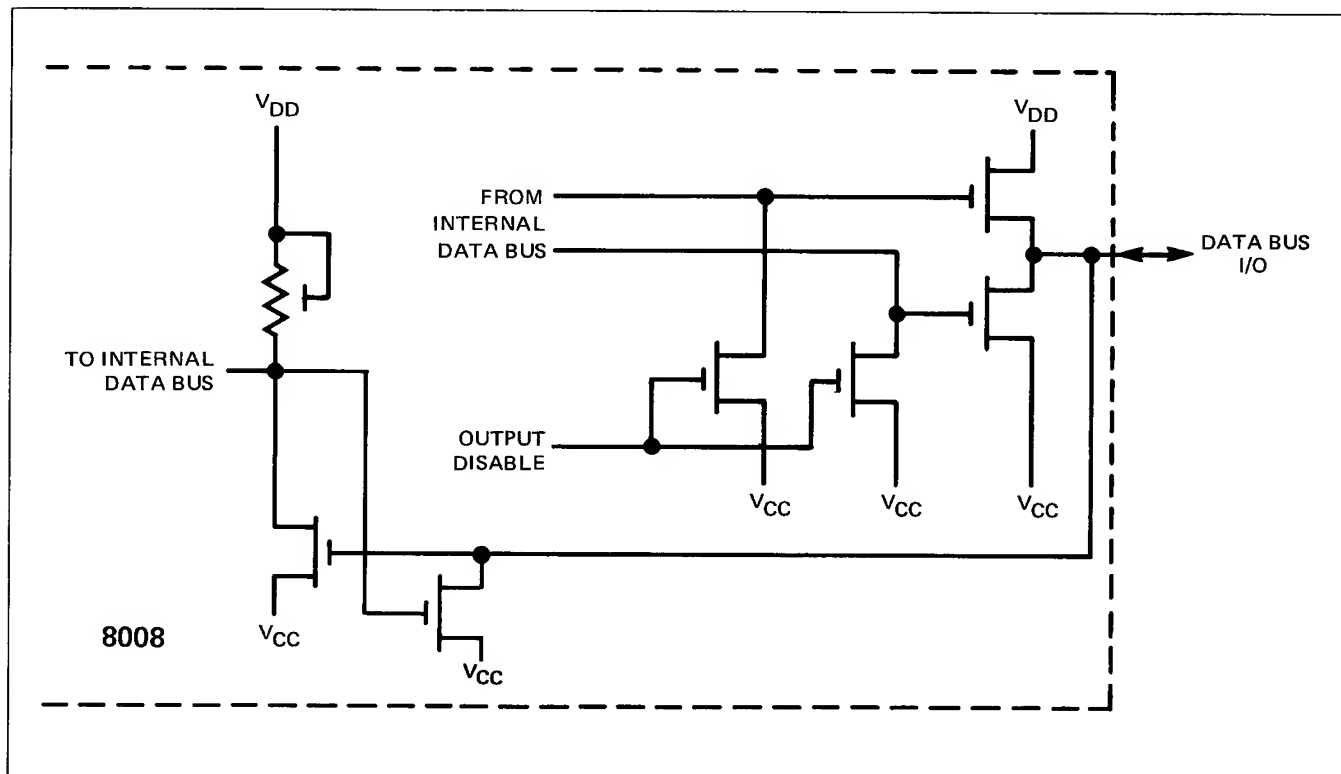 VDD
VDD
FROM
INTERNAL
DATA BUS
DATA BUS
I/O
TO INTERNAL
DATA BUS
OUTPUT
DISABLE
VCC
VCC
VCC
VCC
VCC
8008